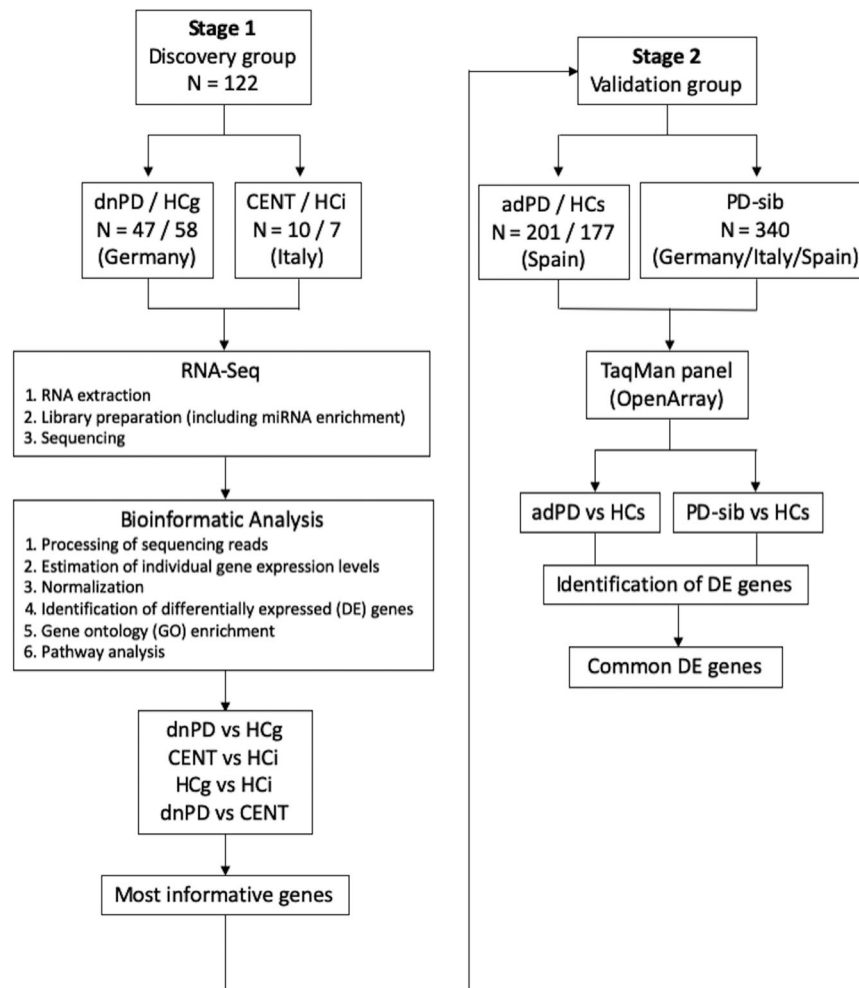 Stage 1
Discovery group
N = 122
dnPD / HCg
N = 47 / 58
(Germany)
CENT / HCi
N = 10 / 7
(Italy)
RNA-Seq
1. RNA extraction
2. Library preparation (including miRNA enrichment)
3. Sequencing
Bioinformatic Analysis
1. Processing of sequencing reads
2. Estimation of individual gene expression levels
3. Normalization
4. Identification of differentially expressed (DE) genes
5. Gene ontology (GO) enrichment
6. Pathway analysis
dnPD vs HCg
CENT vs HCi
HCg vs HCi
dnPD vs CENT
Most informative genes
Stage 2
Validation group
adPD / HCs
N = 201 / 177
(Spain)
PD-sib
N = 340
(Germany/Italy/Spain)
TaqMan panel
(OpenArray)
adPD vs HCs
PD-sib vs HCs
Identification of DE genes
Common DE genes